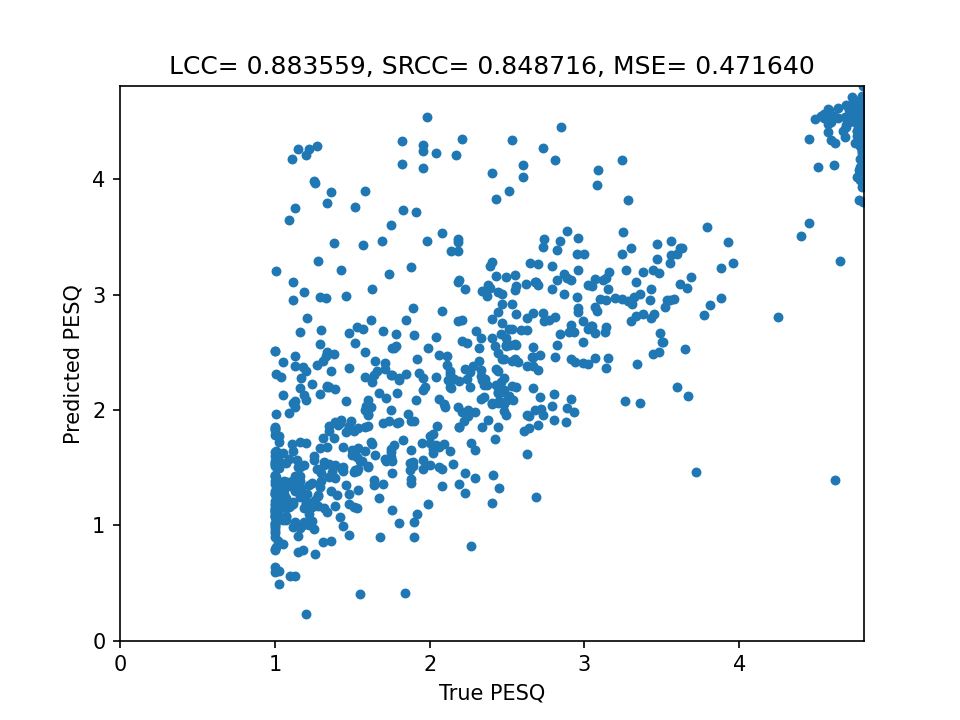 LCC= 0.883559, SRCC= 0.848716, MSE= 0.471640
4
3
2
1
0
Predicted PESQ
0 1 2 3 4
True PESQ